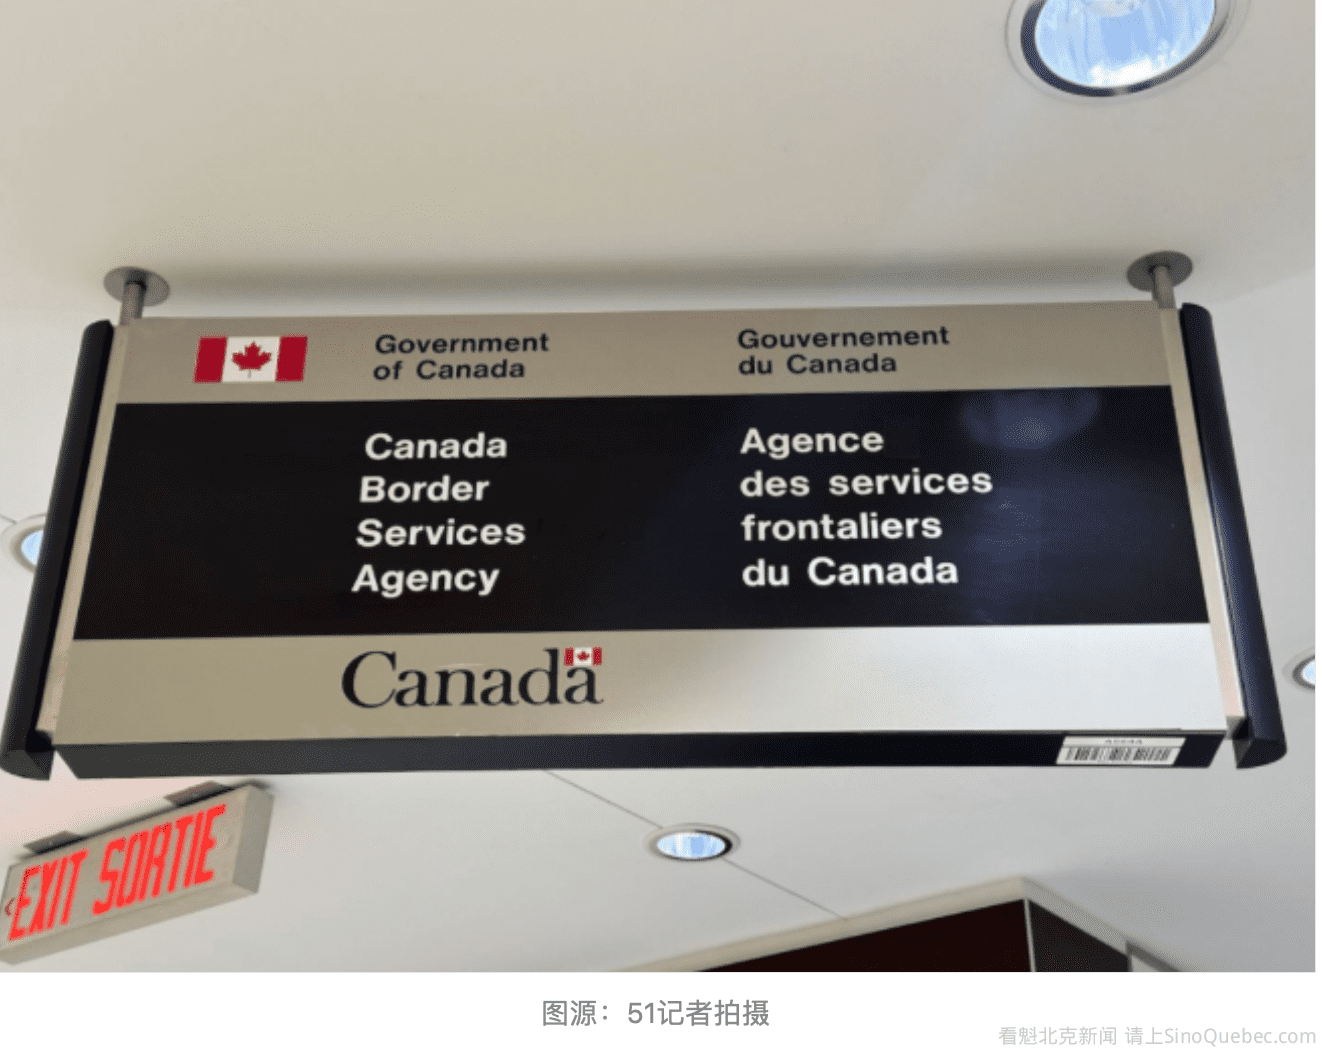 Government
of Canada
Gouvernement
du Canada
Canada
Border
Services
Agency
Agence
des services
frontaliers
du Canada
Canada
EXIT SORTIE
图源：51记者拍摄
看魁北克新闻 请上SinoQuebec.com